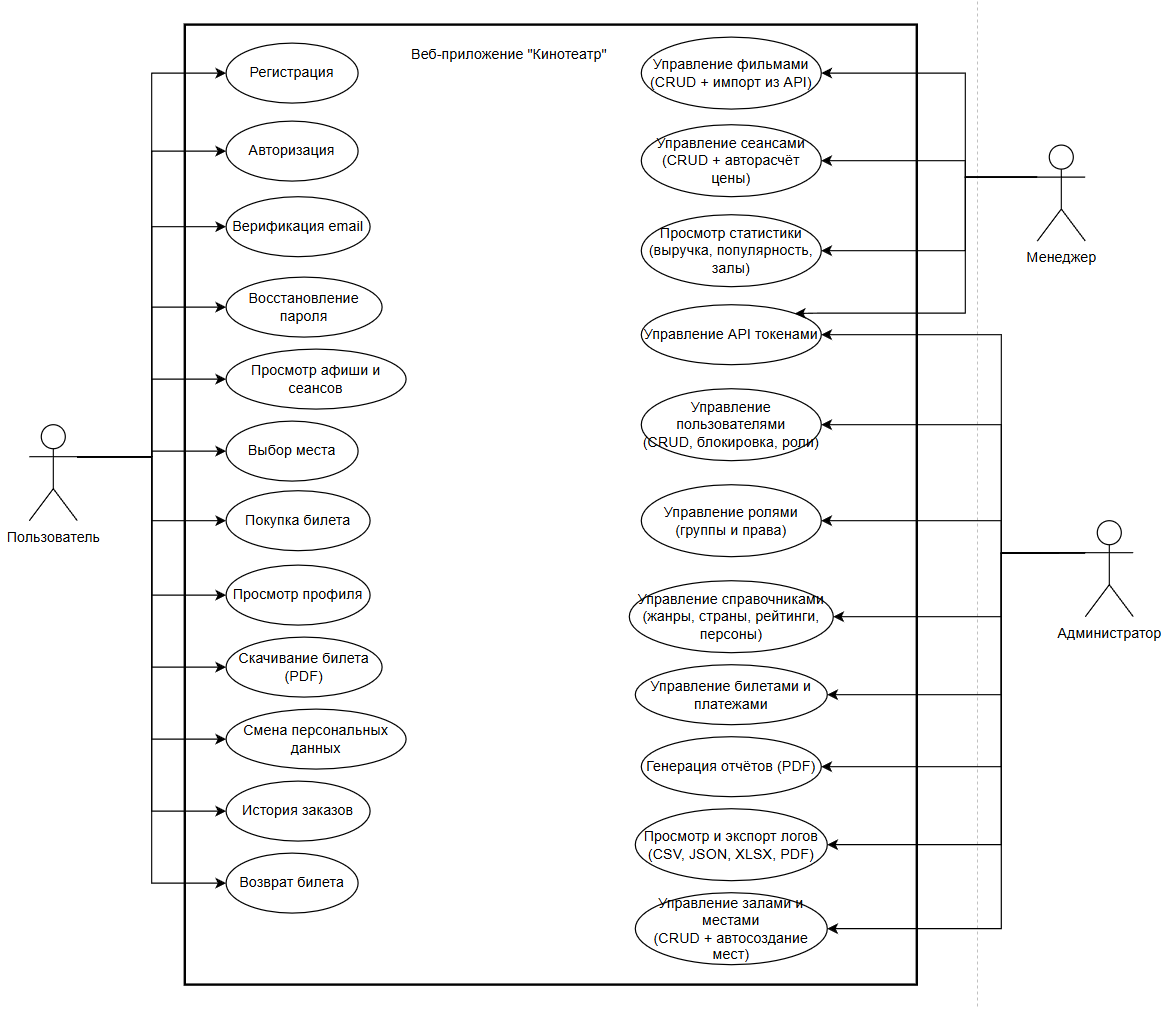 Веб-приложение "Кинотеатр"
Регистрация
Авторизация
Верификация email
Восстановление
пароля
Просмотр афиши и
сеансов
Выбор места
Покупка билета
Просмотр профиля
Скачивание билета
(PDF)
Смена персональных
данных
История заказов
Возврат билета
Пользователь
Управление фильмами
(CRUD + импорт из API)
Управление сеансами
(CRUD + авторасчёт
цены)
Просмотр статистики
(выручка, популярность,
залы)
Управление API токенами
Управление
пользователями
(CRUD, блокировка, роли)
Управление ролями
(группы и права)
Управление справочниками
(жанры, страны, рейтинги,
персоны)
Управление билетами и
платежами
Генерация отчётов (PDF)
Просмотр и экспорт логов
(CSV, JSON, XLSX, PDF)
Управление залами и
местами
(CRUD + автосоздание
мест)
Менеджер
Администратор